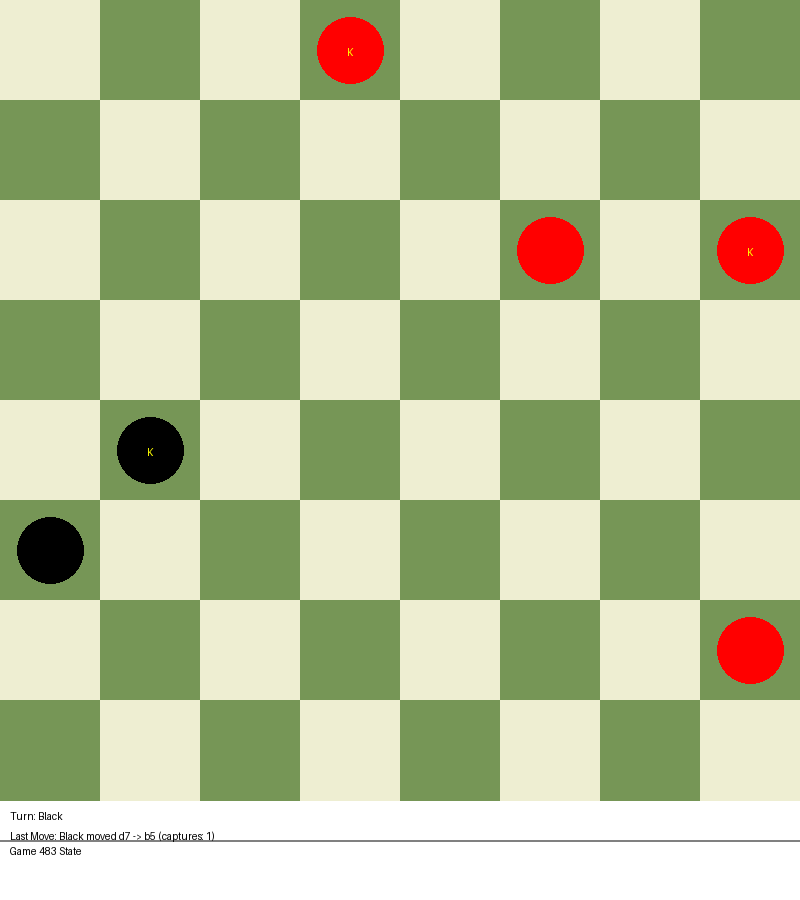 K
K
K
Turn: Black
Last Move: Black moved d7 -> b5 (captures: 1)
Game 483 State